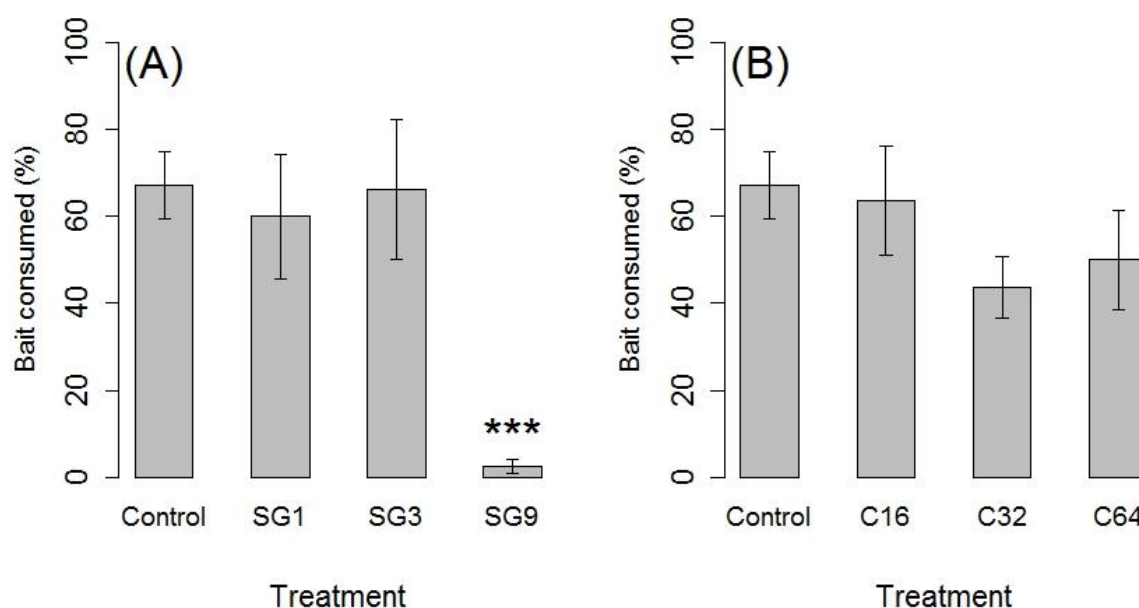 (A)
Bait consumed (%)
100
80
60
40
20
0
***
Control SG1 SG3 SG9
Treatment
(B)
Bait consumed (%)
100
80
60
40
20
0
Control C16 C32 C64
Treatment